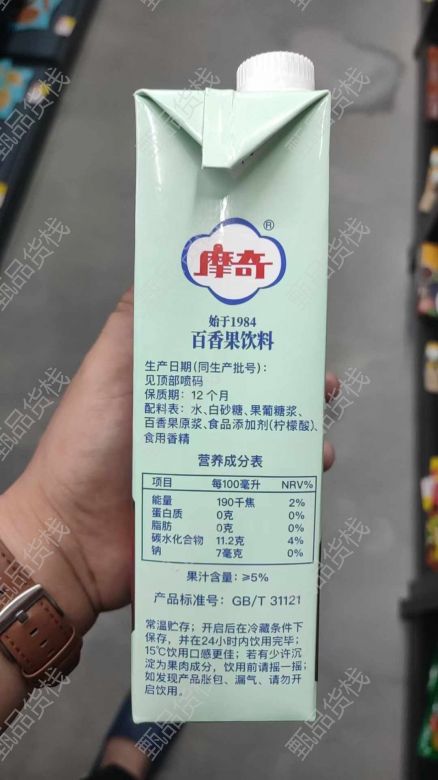 ®
摩奇
始于1984
百香果饮料
生产日期(同生产批号):
见顶部喷码
保质期:12个月
配料表:水、白砂糖、果葡糖浆、
百香果原浆、食品添加剂(柠檬酸)、
食用香精
营养成分表
项目 每100毫升 NRV%
能量 190千焦 2%
蛋白质 0克 0%
脂肪 0克 0%
碳水化合物 11.2克 4%
钠 7毫克 0%
果汁含量:≥5%
产品标准号:GB/T 31121
常温贮存;开启后在冷藏条件下
保存,并在24小时内饮用完毕;
15℃饮用口感更佳;若有少许沉
淀为果肉成分,饮用前请摇一摇;
如发现产品胀包、漏气、请勿开
启饮用。
甄品货栈